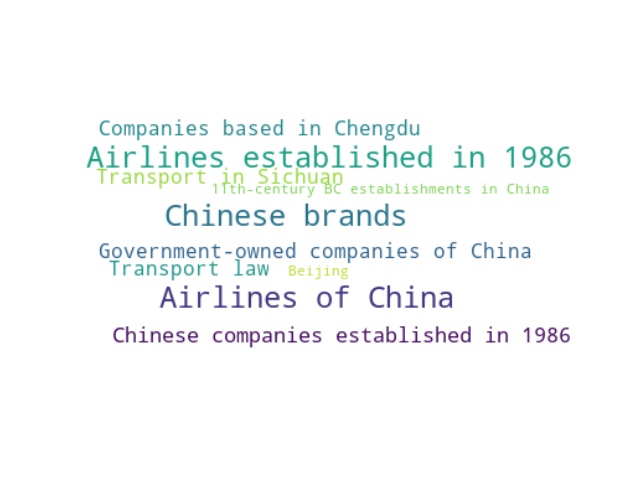 Companies based in Chengdu
Airlines established in 1986
Transport in Sichuan
11th-century BC establishments in China
Chinese brands
Government-owned companies of China
Transport law Beijing
Airlines of China
Chinese companies established in 1986